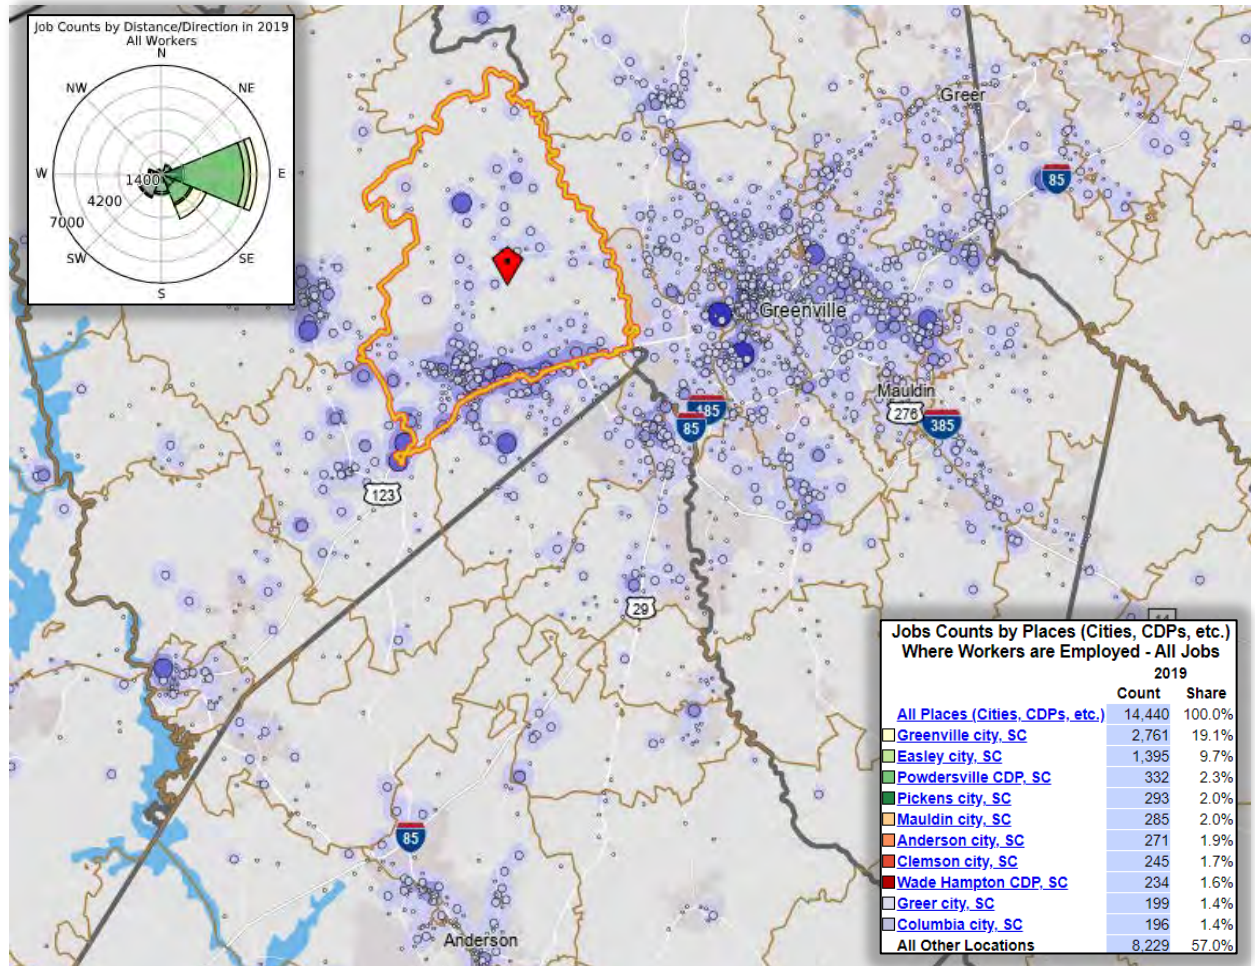 Job Counts by Distance/Direction in 2019
All Workers
N
NW
NE
W
E
1400
4200
7000
SW
SE
S
Greer
85
Greenville
Mauldin
276
185
85
385
123
29
85
Anderson
Jobs Counts by Places (Cities, CDPs, etc.)
Where Workers are Employed - All Jobs
2019
Count Share
All Places (Cities, CDPs, etc.) 14,440 100.0%
Greenville city, SC 2,761 19.1%
Easley city, SC 1,395 9.7%
Powdersville CDP, SC 332 2.3%
Pickens city, SC 293 2.0%
Mauldin city, SC 285 2.0%
Anderson city, SC 271 1.9%
Clemson city, SC 245 1.7%
Wade Hampton CDP, SC 234 1.6%
Greer city, SC 199 1.4%
Columbia city, SC 196 1.4%
All Other Locations 8,229 57.0%